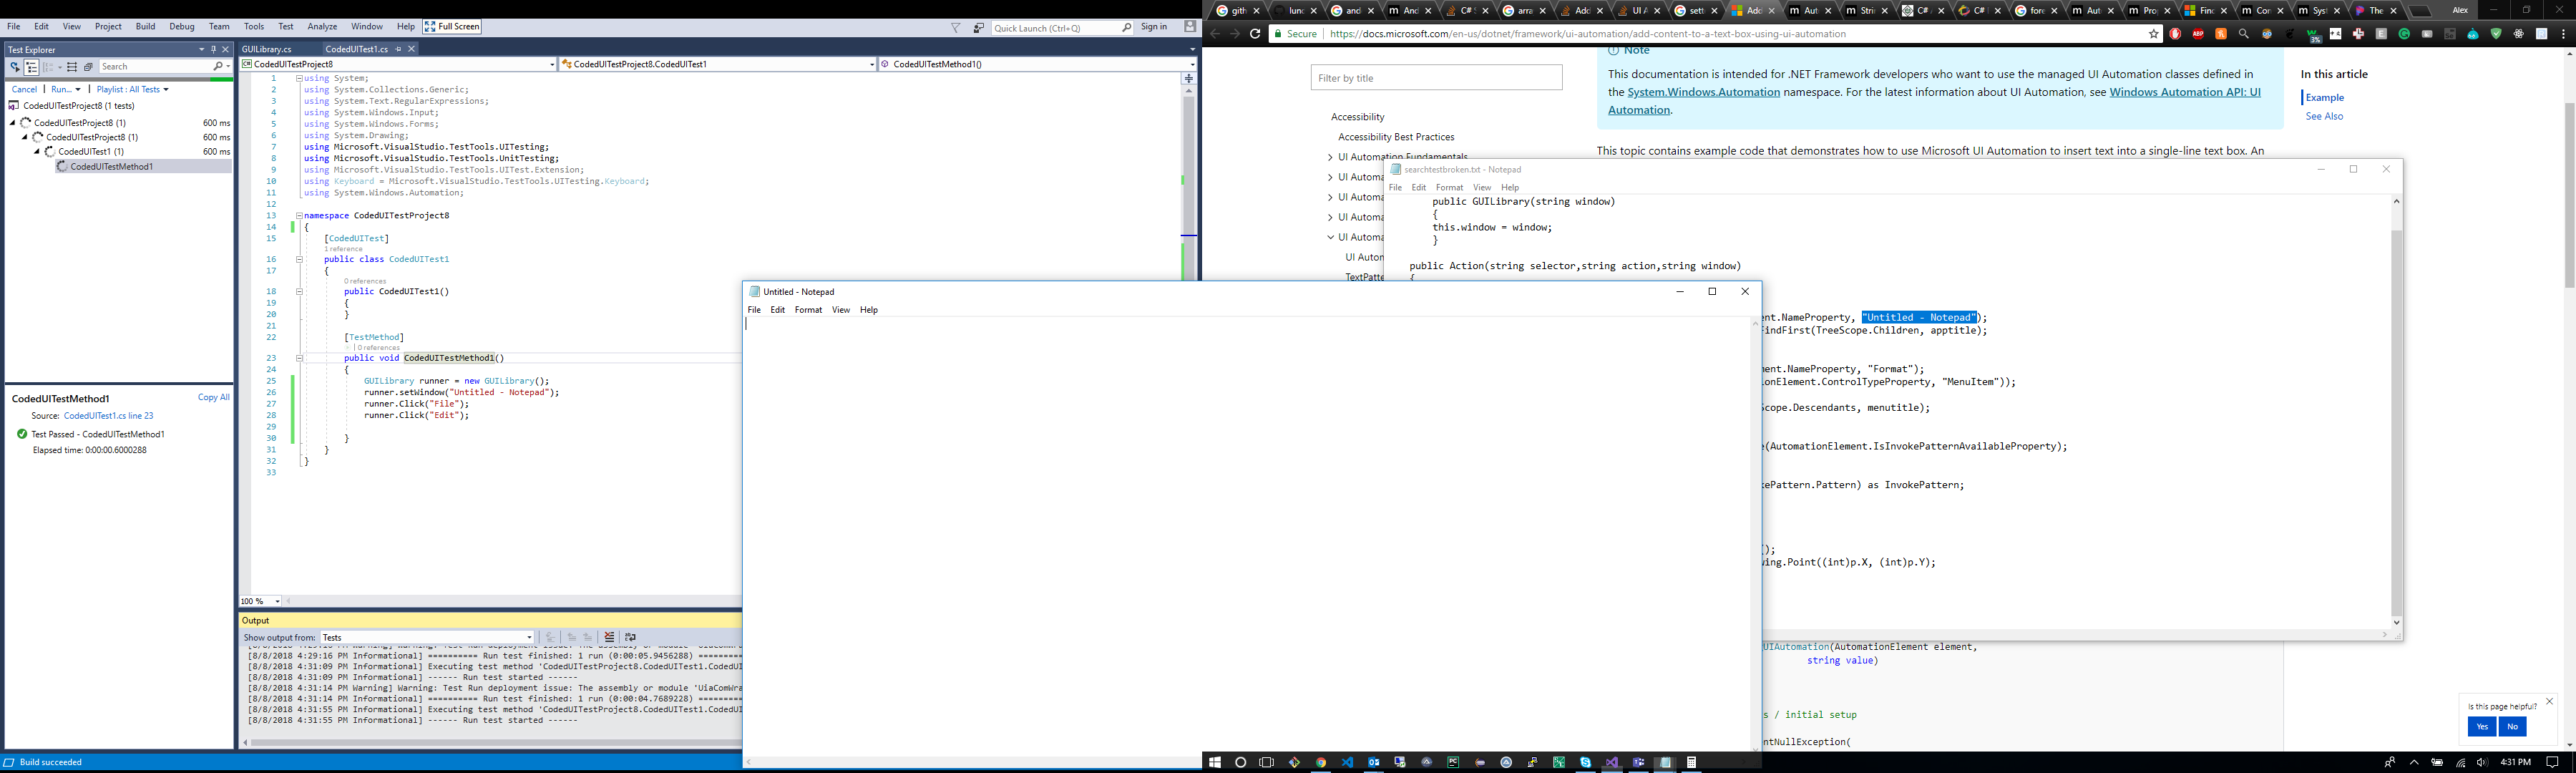 File Edit View Project Build Debug Team Tools Test Analyze Window Help Full Screen
Quick Launch (Ctrl+Q)
Sign in
Test Explorer
Search
Cancel | Run... | Playlist : All Tests
CodedUITestProject8 (1 tests)
CodedUITestProject8 (1) 600 ms
CodedUITestProject8 (1) 600 ms
CodedUITest1 (1) 600 ms
CodedUITestMethod1
CodedUITestMethod1
Copy All
Source: CodedUITest1.cs line 23
Test Passed - CodedUITestMethod1
Elapsed time: 0:00:00.6000288
GUILibrary.cs CodedUITest1.cs
CodedUITestProject8 CodedUITestProject8.CodedUITest1 CodedUITestMethod1()
1 using System;
2 using System.Collections.Generic;
3 using System.Text.RegularExpressions;
4 using System.Windows.Input;
5 using System.Windows.Forms;
6 using System.Drawing;
7 using Microsoft.VisualStudio.TestTools.UITesting;
8 using Microsoft.VisualStudio.TestTools.UnitTesting;
9 using Microsoft.VisualStudio.TestTools.UITest.Extension;
10 using Keyboard = Microsoft.VisualStudio.TestTools.UITesting.Keyboard;
11 using System.Windows.Automation;
12
13 namespace CodedUITestProject8
14 {
15 [CodedUITest]
1 reference
16 public class CodedUITest1
17 {
0 references
18 public CodedUITest1()
19 {
20 }
21
22 [TestMethod]
| 0 references
23 public void CodedUITestMethod1()
24 {
25 GUILibrary runner = new GUILibrary();
26 runner.setWindow("Untitled - Notepad");
27 runner.Click("File");
28 runner.Click("Edit");
29
30 }
31 }
32 }
33
100 %
Output
Show output from: Tests
[8/8/2018 4:29:16 PM Informational] ========== Run test finished: 1 run (0:00:05.9456288) =====
[8/8/2018 4:31:09 PM Informational] Executing test method 'CodedUITestProject8.CodedUITest1.CodedUI
[8/8/2018 4:31:09 PM Informational] ------ Run test started ------
[8/8/2018 4:31:14 PM Warning] Warning: Test Run deployment issue: The assembly or module 'UiaComWra
[8/8/2018 4:31:14 PM Informational] ========== Run test finished: 1 run (0:00:04.7689228) =====
[8/8/2018 4:31:55 PM Informational] Executing test method 'CodedUITestProject8.CodedUITest1.CodedUI
[8/8/2018 4:31:55 PM Informational] ------ Run test started ------
Build succeeded
Untitled - Notepad
File Edit Format View Help
gith lunc and And C# S arra Add UI A sett Add Aut Stri C# C# fore Aut Pro Finc Cor Sys The Alex
Secure | https://docs.microsoft.com/en-us/dotnet/framework/ui-automation/add-content-to-a-text-box-using-ui-automation
Note
This documentation is intended for .NET Framework developers who want to use the managed UI Automation classes defined in
the System.Windows.Automation namespace. For the latest information about UI Automation, see Windows Automation API: UI
Automation.
This topic contains example code that demonstrates how to use Microsoft UI Automation to insert text into a single-line text box. An
In this article
Example
See Also
Filter by title
Accessibility
Accessibility Best Practices
UI Automation Fundamentals
UI Automa
UI Automa
UI Automa
UI Automa
UI Auton
TextPatte
searchtestbroken.txt - Notepad
File Edit Format View Help
public GUILibrary(string window)
{
this.window = window;
}
public Action(string selector,string action,string window)
{
ent.NameProperty, "Untitled - Notepad");
FindFirst(TreeScope.Children, apptitle);
ent.NameProperty, "Format");
onElement.ControlTypeProperty, "MenuItem"));
cope.Descendants, menutitle);
e(AutomationElement.IsInvokePatternAvailableProperty);
kePattern.Pattern) as InvokePattern;
();
wing.Point((int)p.X, (int)p.Y);
UIAutomation(AutomationElement element,
string value)
s / initial setup
entNullException(
Is this page helpful?
Yes No
4:31 PM